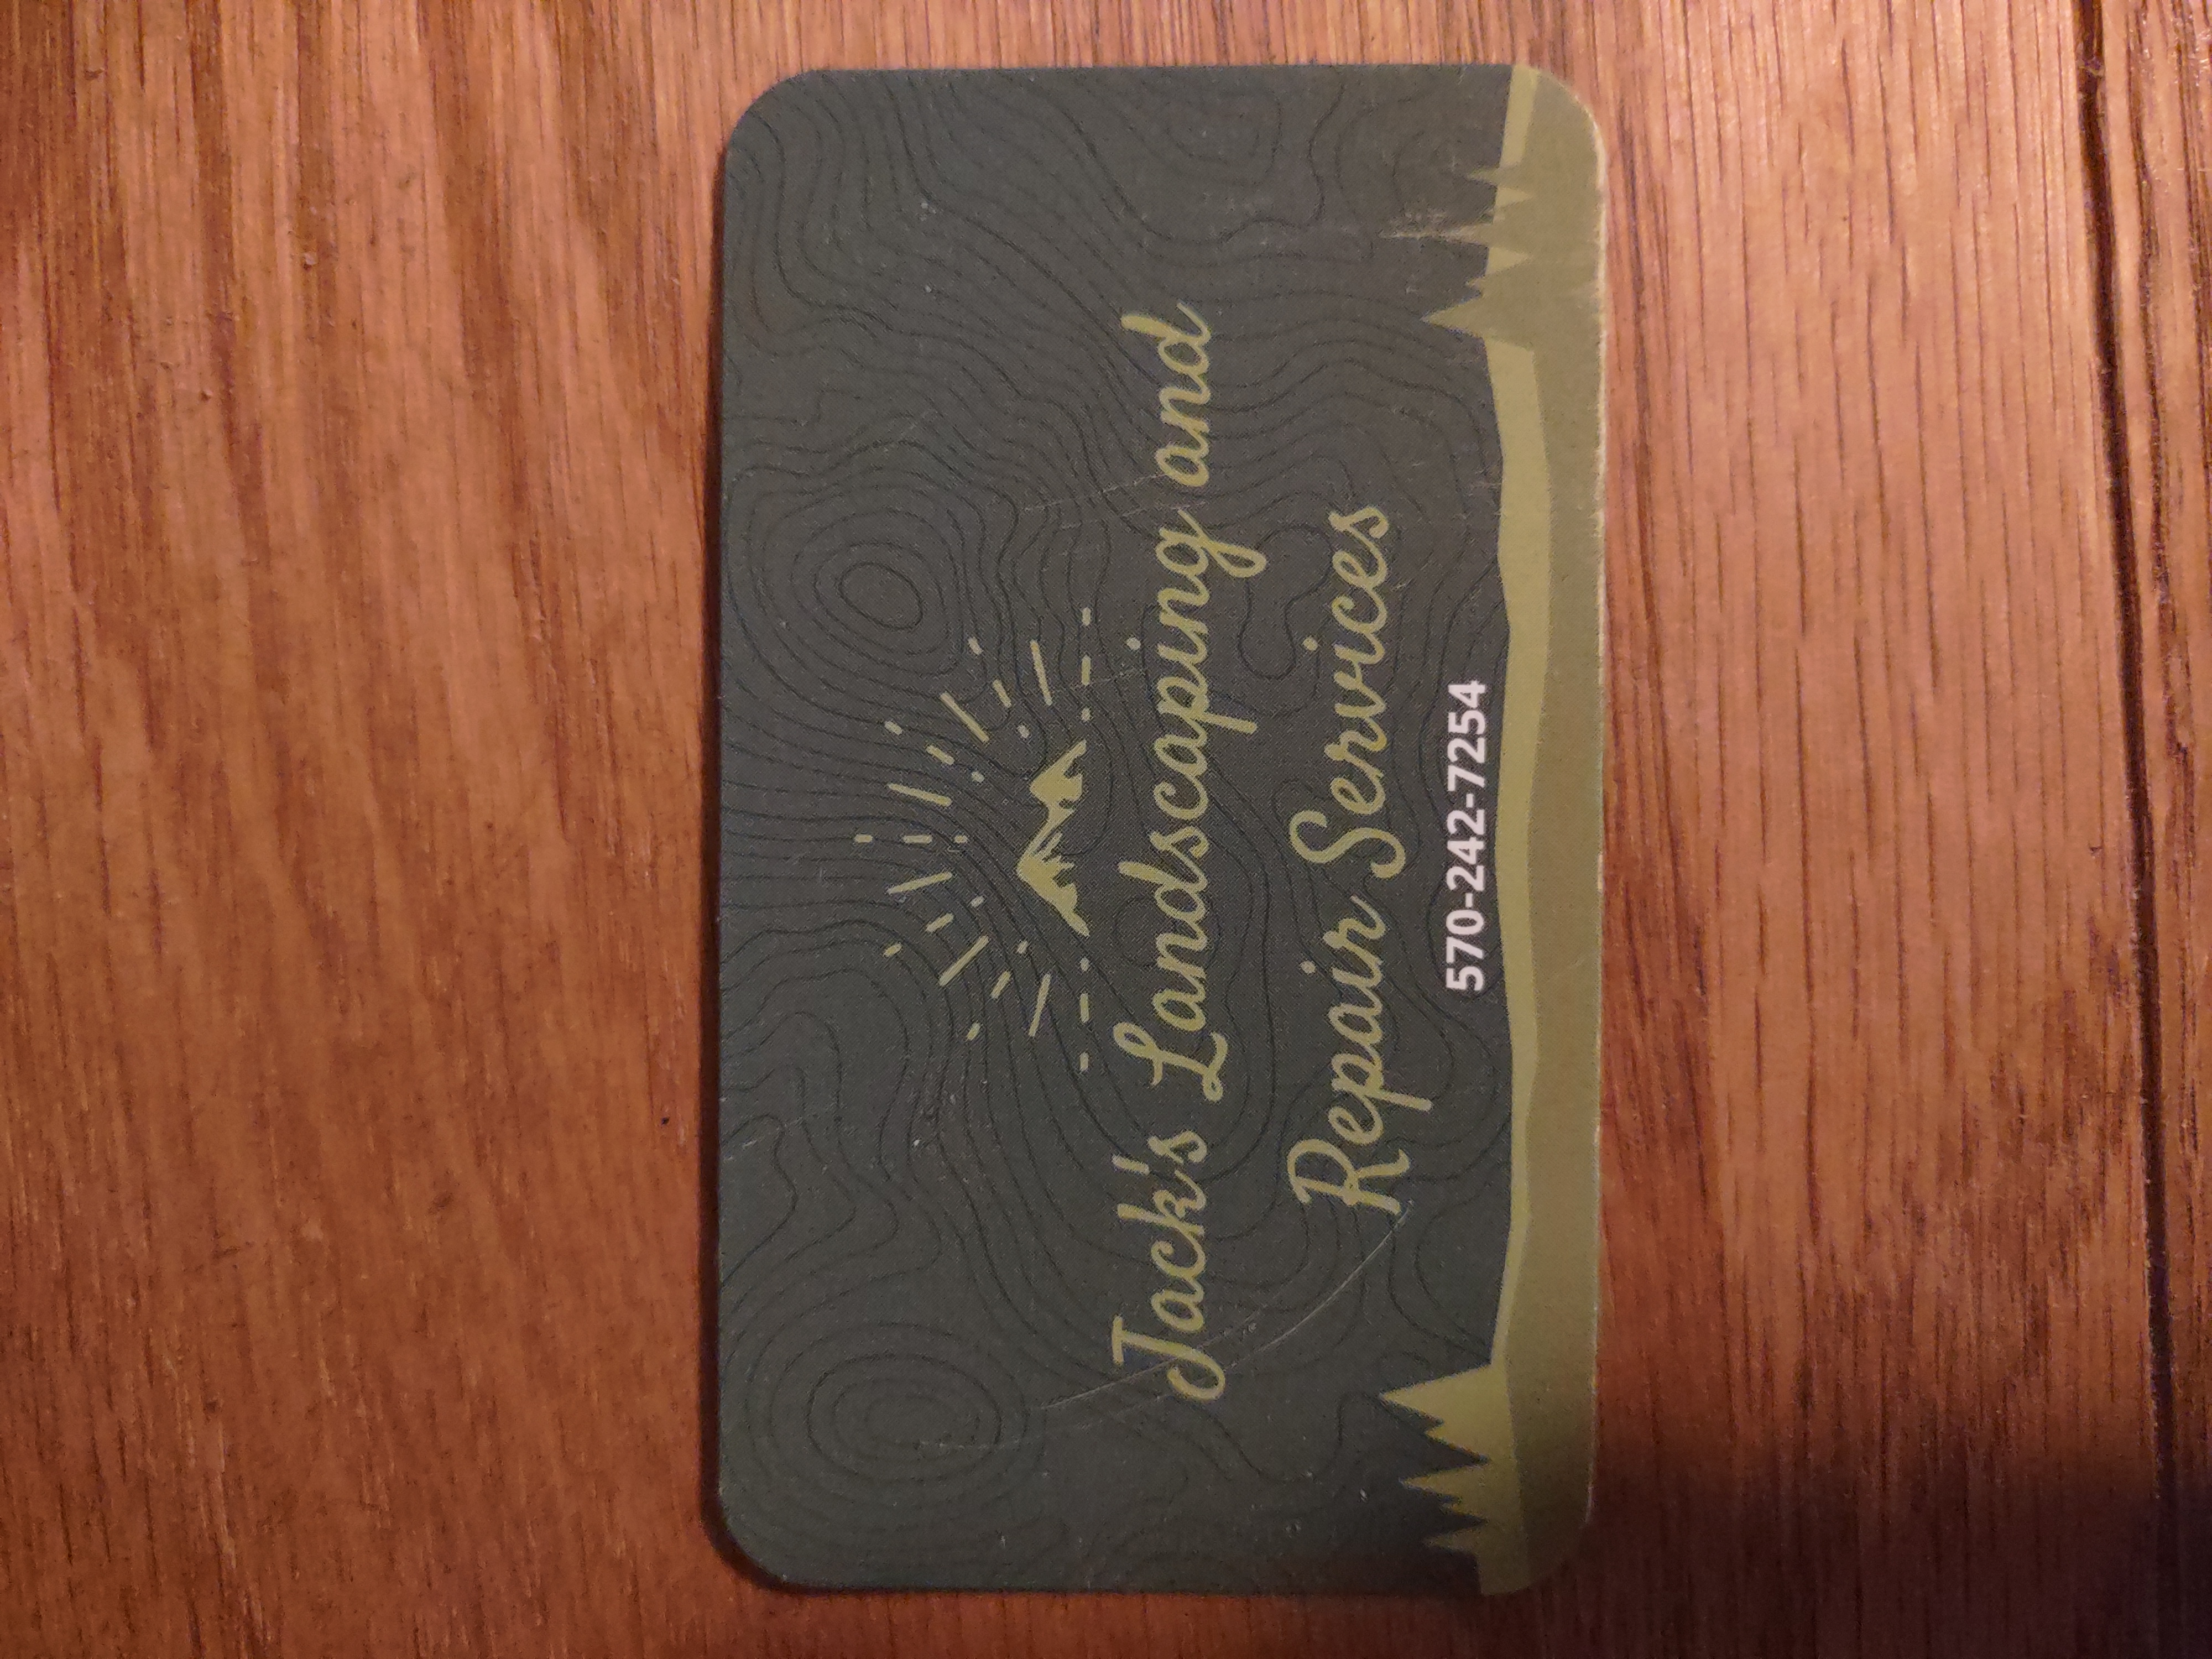 Jack's Landscaping and
Repair Services
570-242-7254